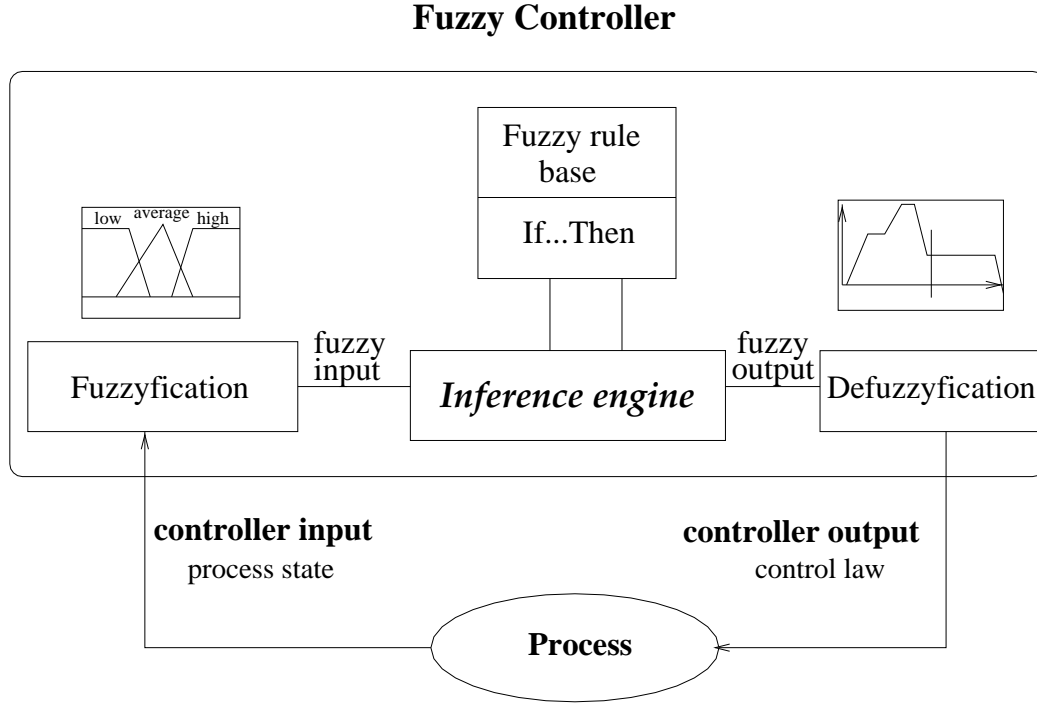 Fuzzy Controller
Fuzzy rule
base
If...Then
low
average
high
fuzzy
input
fuzzy
output
Fuzzyfication
Inference engine
Defuzzyfication
controller input
process state
controller output
control law
Process